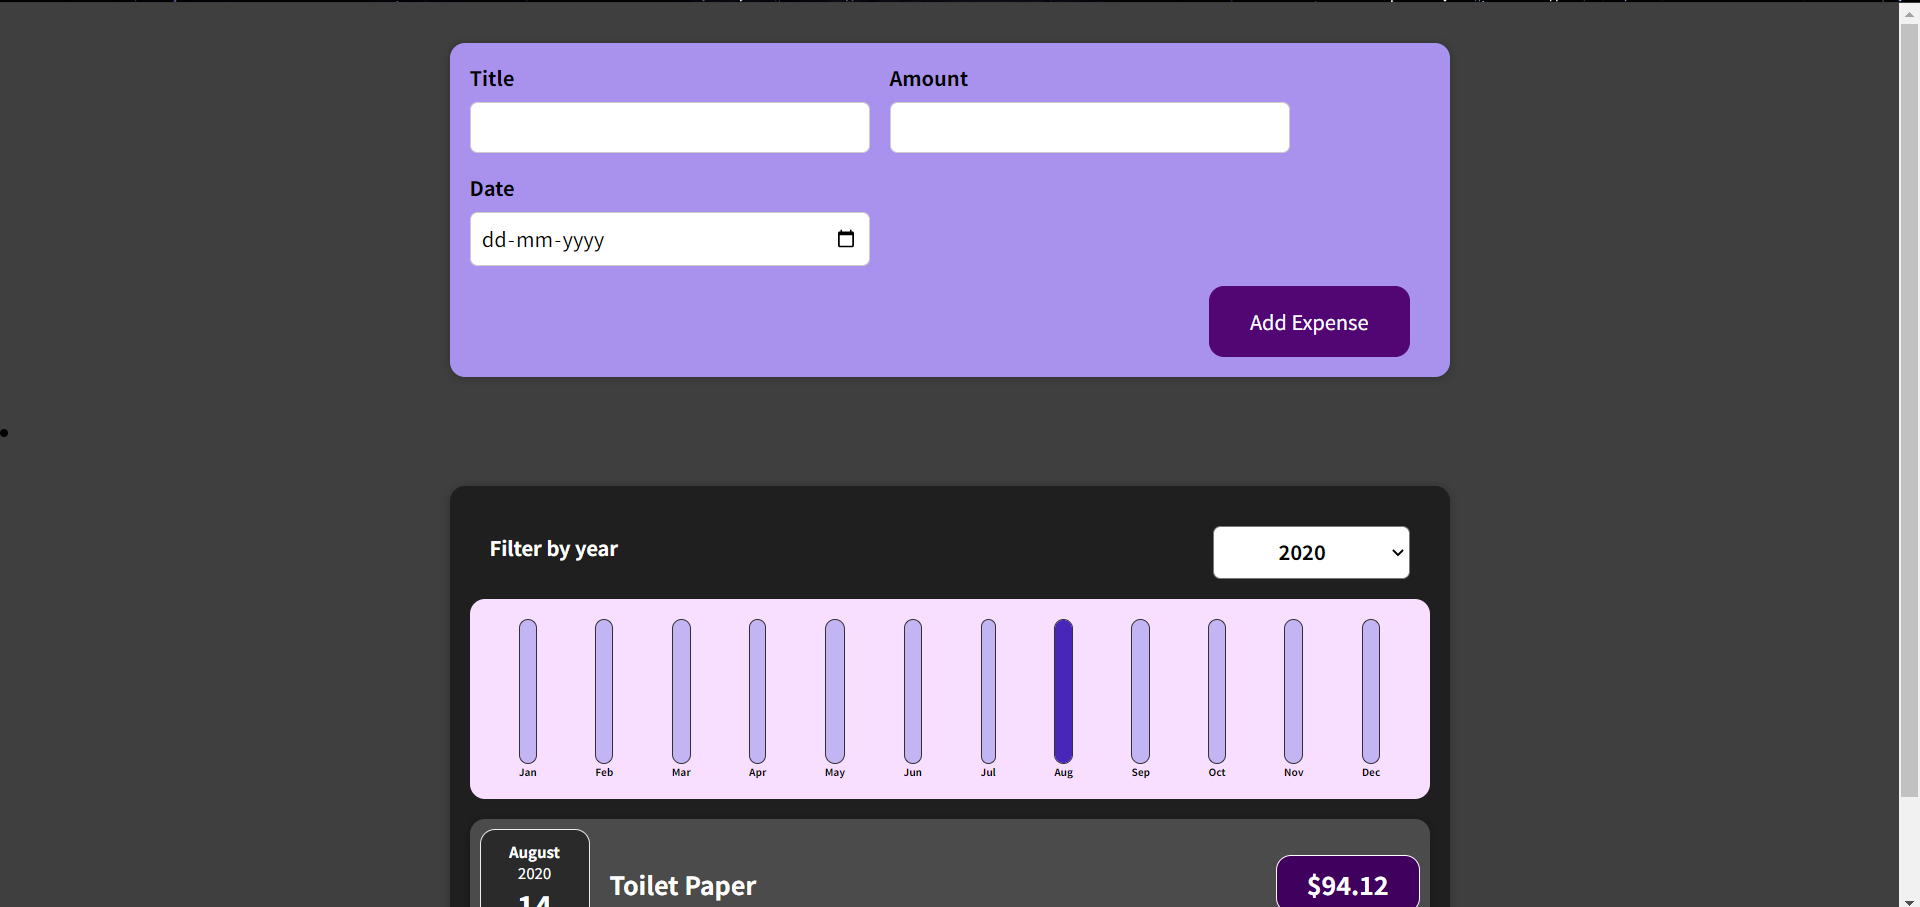 Title
Amount
Date
dd-mm-yyyy
Add Expense
Filter by year
2020
Jan Feb Mar Apr May Jun Jul Aug Sep Oct Nov Dec
August
2020
14
Toilet Paper
$94.12